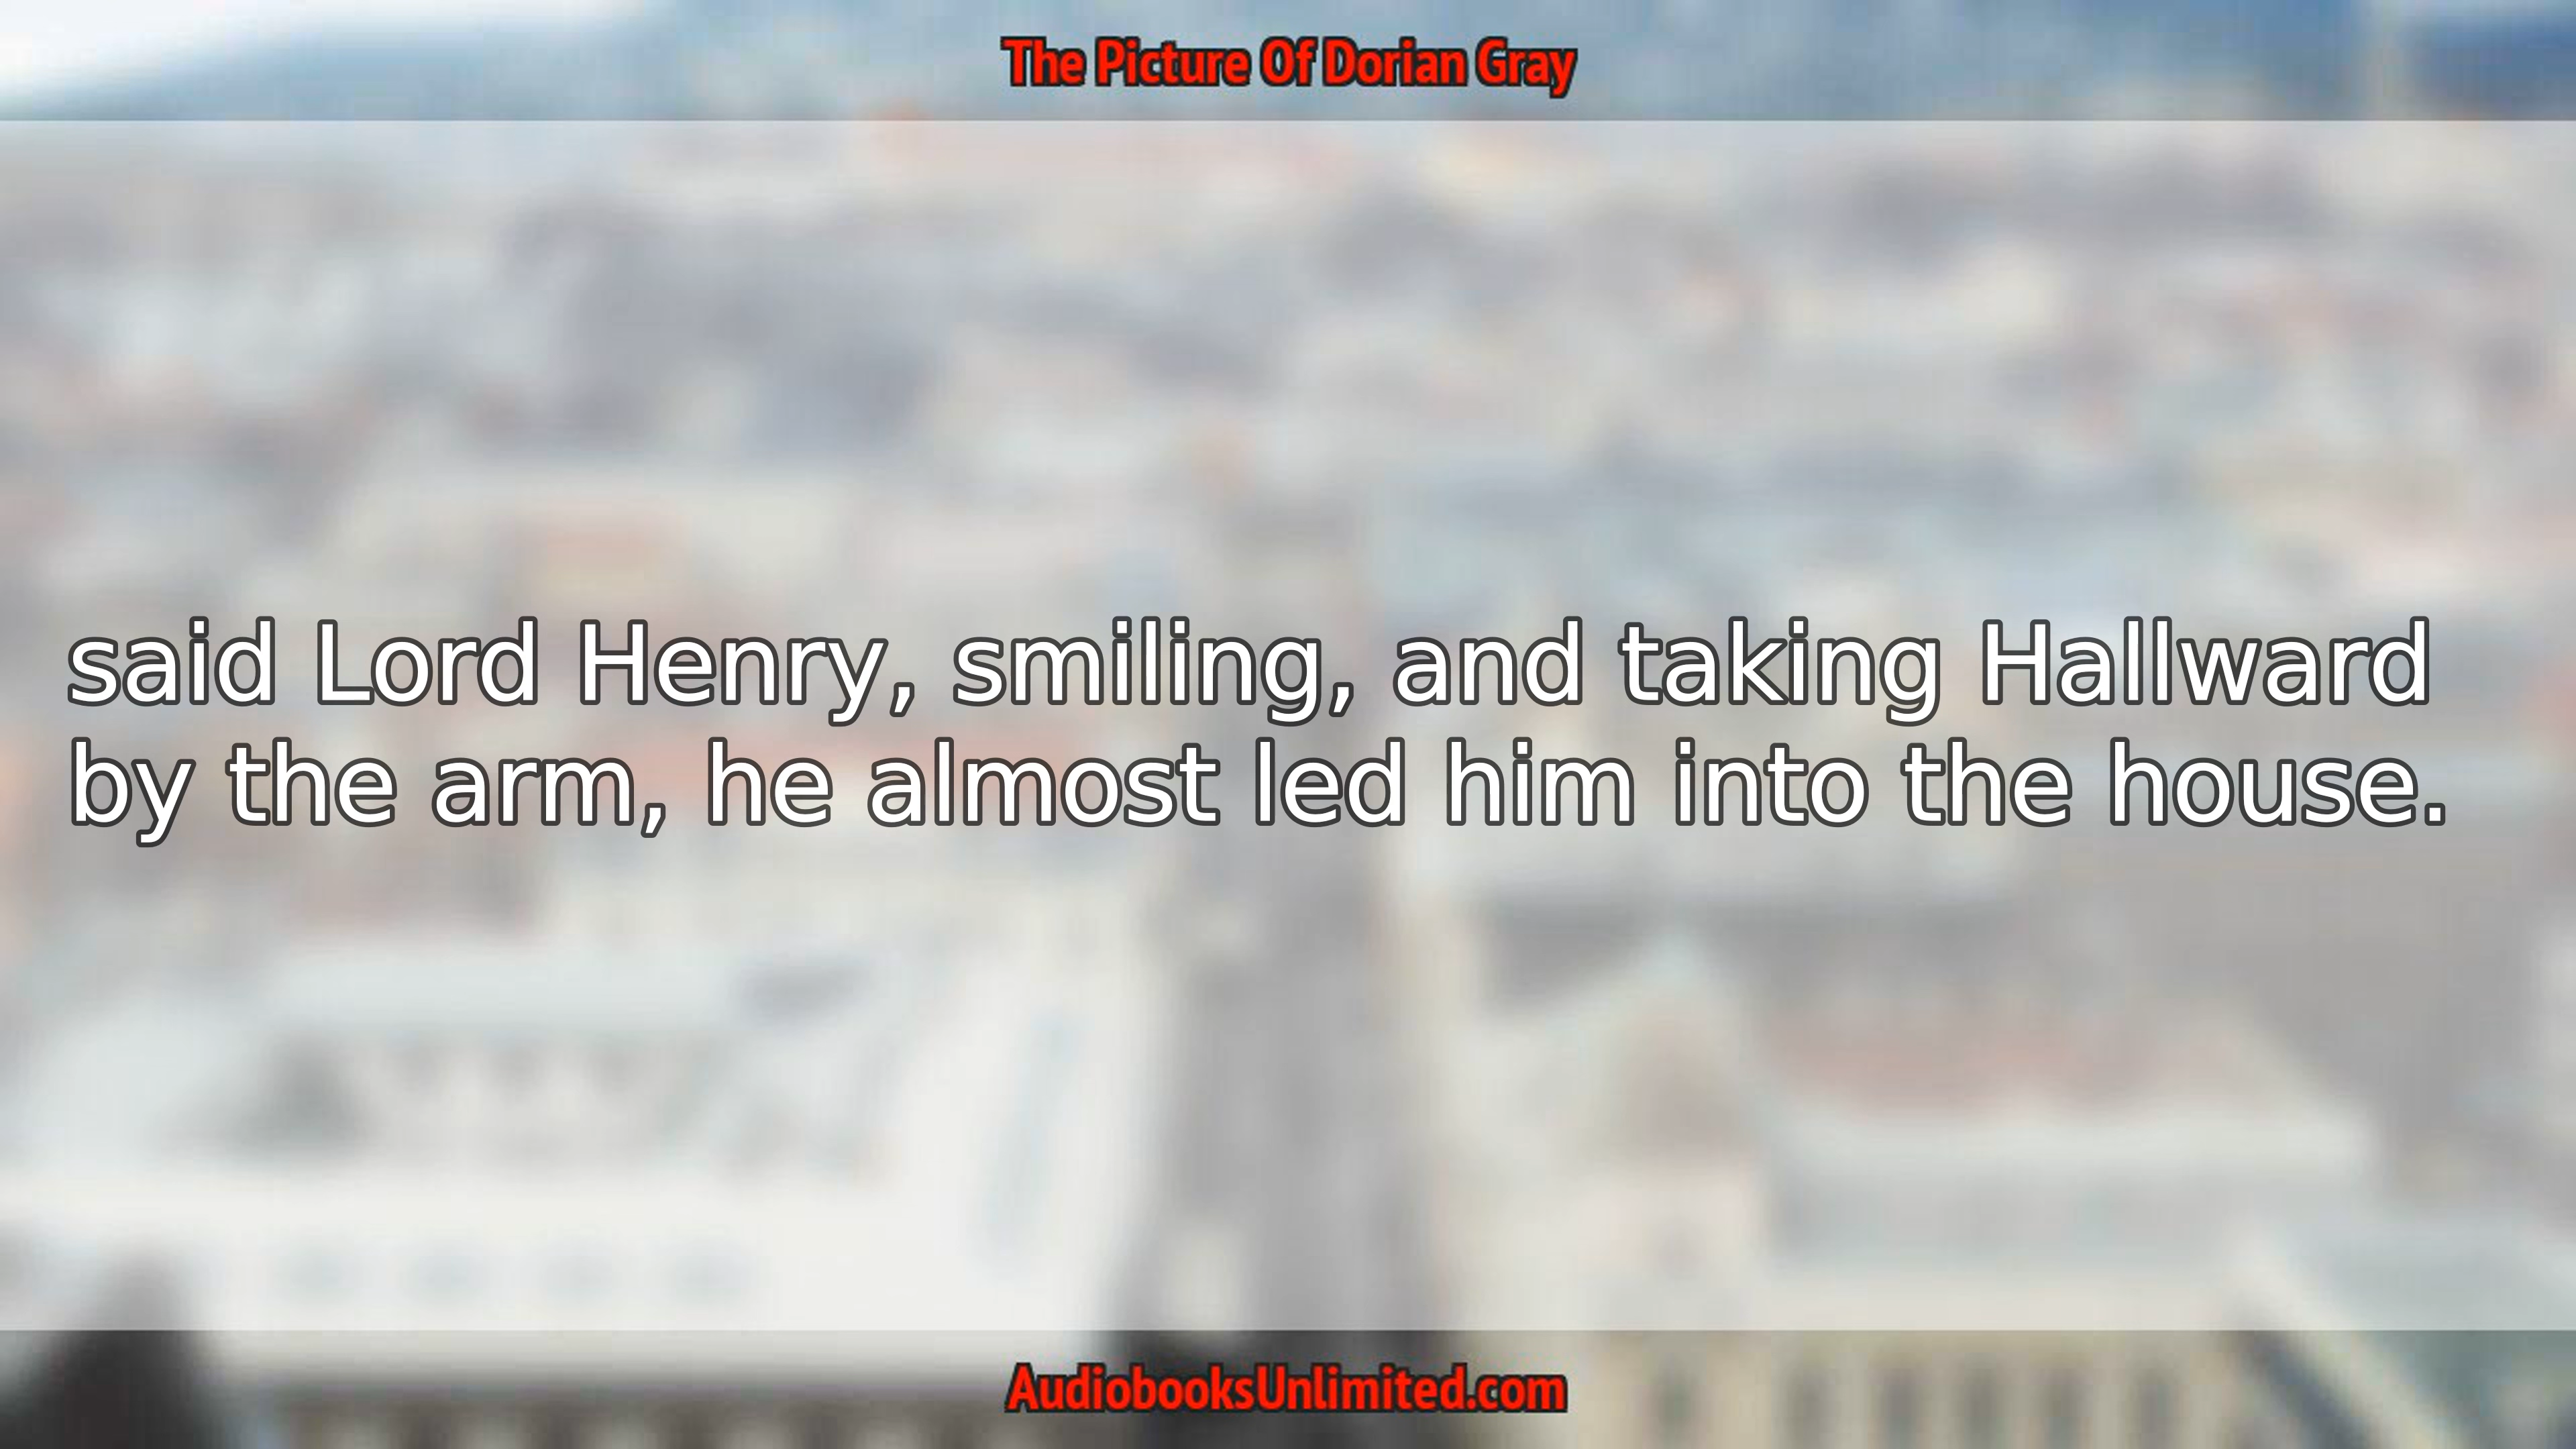 The Picture Of Dorian Gray
said Lord Henry, smiling, and taking Hallward
by the arm, he almost led him into the house.
AudiobooksUnlimited.com